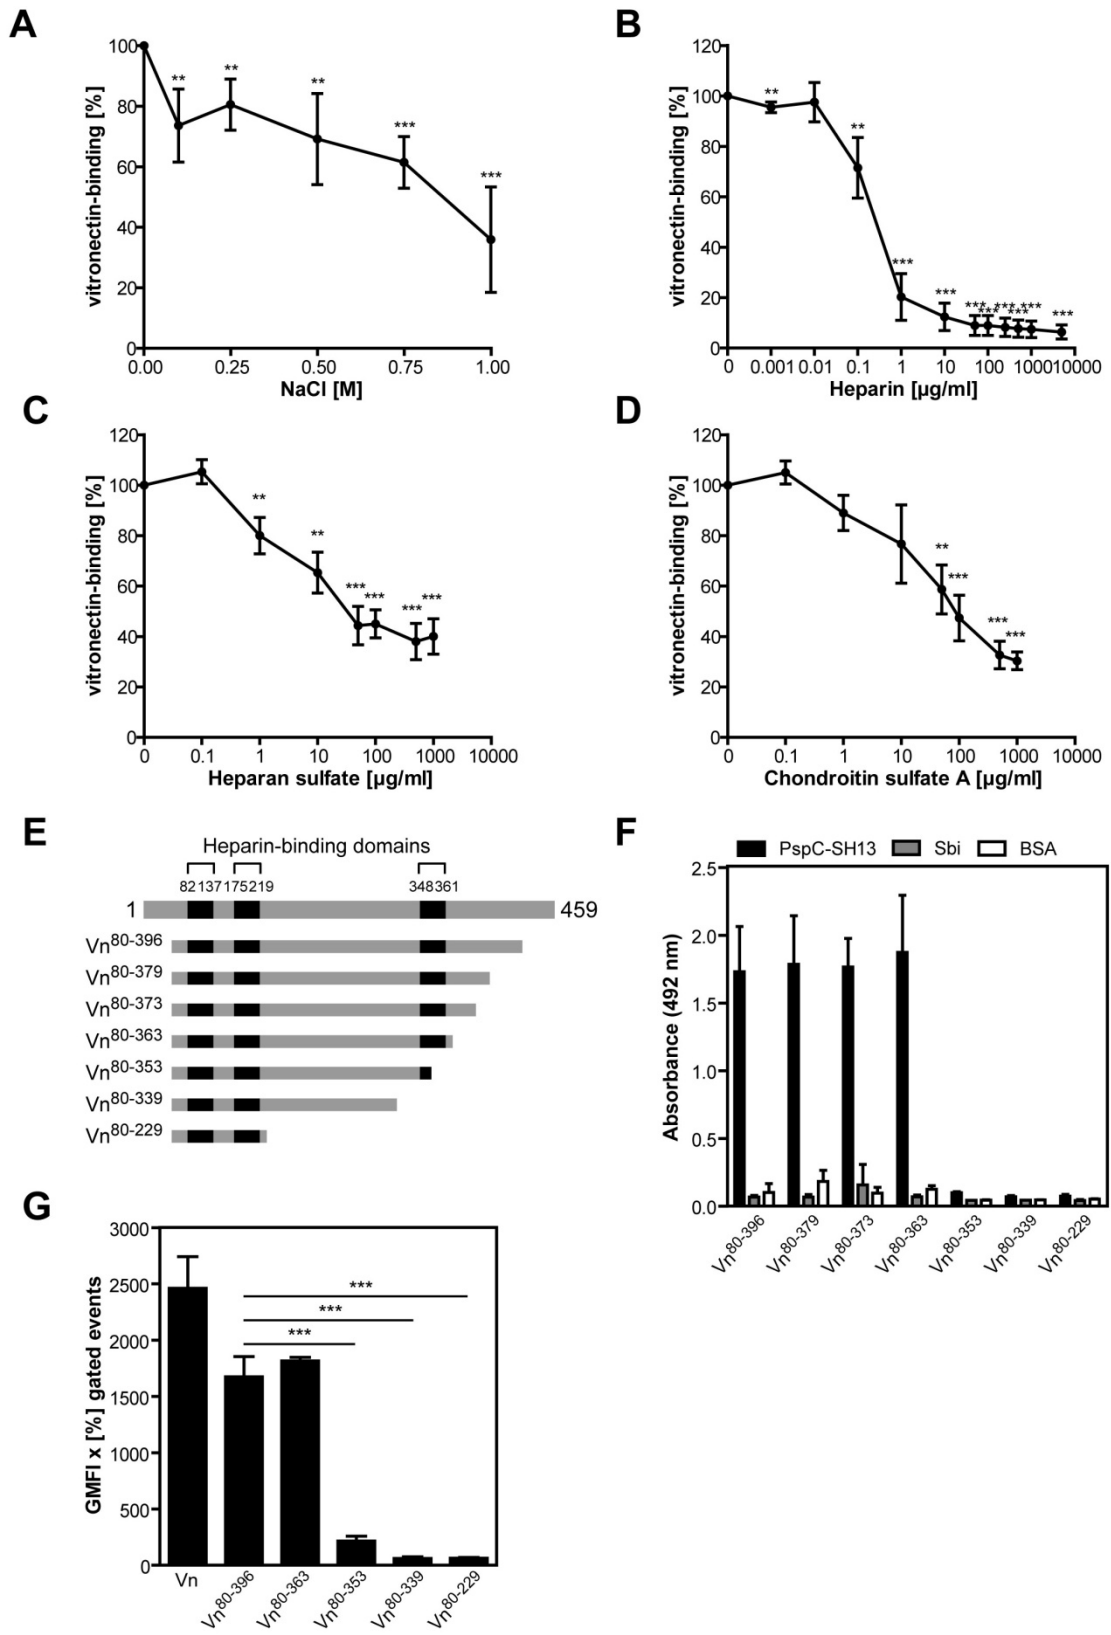 A
100
80
60
40
20
0
vitronectin-binding [%]
**
**
**
***
***
0.00 0.25 0.50 0.75 1.00
NaCl [M]
B
120
100
80
60
40
20
0
vitronectin-binding [%]
**
**
***
***
*** *** ***
*** ***
***
0 0.001 0.01 0.1 1 10 100 1000 10000
Heparin [µg/ml]
C
120
100
80
60
40
20
0
vitronectin-binding [%]
**
**
***
***
***
***
0 0.1 1 10 100 1000 10000
Heparan sulfate [µg/ml]
D
120
100
80
60
40
20
0
vitronectin-binding [%]
**
***
***
***
0 0.1 1 10 100 1000 10000
Chondroitin sulfate A [µg/ml]
E
Heparin-binding domains
82 137 175 219 348 361
1 459
Vn80-396
Vn80-379
Vn80-373
Vn80-363
Vn80-353
Vn80-339
Vn80-229
F
PspC-SH13 Sbi BSA
2.5
2.0
1.5
1.0
0.5
0.0
Absorbance (492 nm)
Vn80-396 Vn80-379 Vn80-373 Vn80-363 Vn80-353 Vn80-339 Vn80-229
G
3000
2500
2000
1500
1000
500
0
GMFI x [%] gated events
***
***
***
Vn Vn80-396 Vn80-363 Vn80-353 Vn80-339 Vn80-229